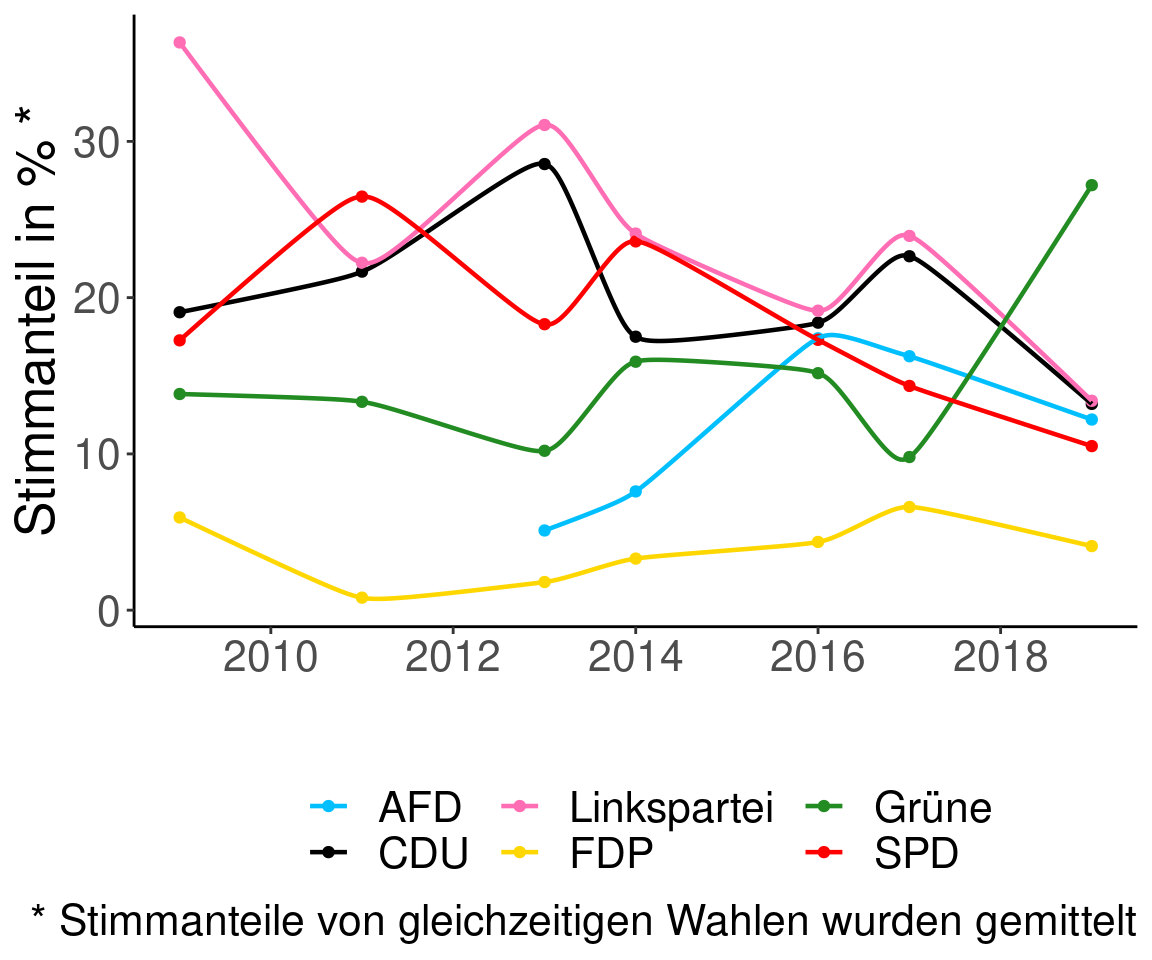 Stimmanteil in % *
30
20
10
0
2010 2012 2014 2016 2018
AFD Linkspartei Grüne
CDU FDP SPD
* Stimmanteile von gleichzeitigen Wahlen wurden gemittelt